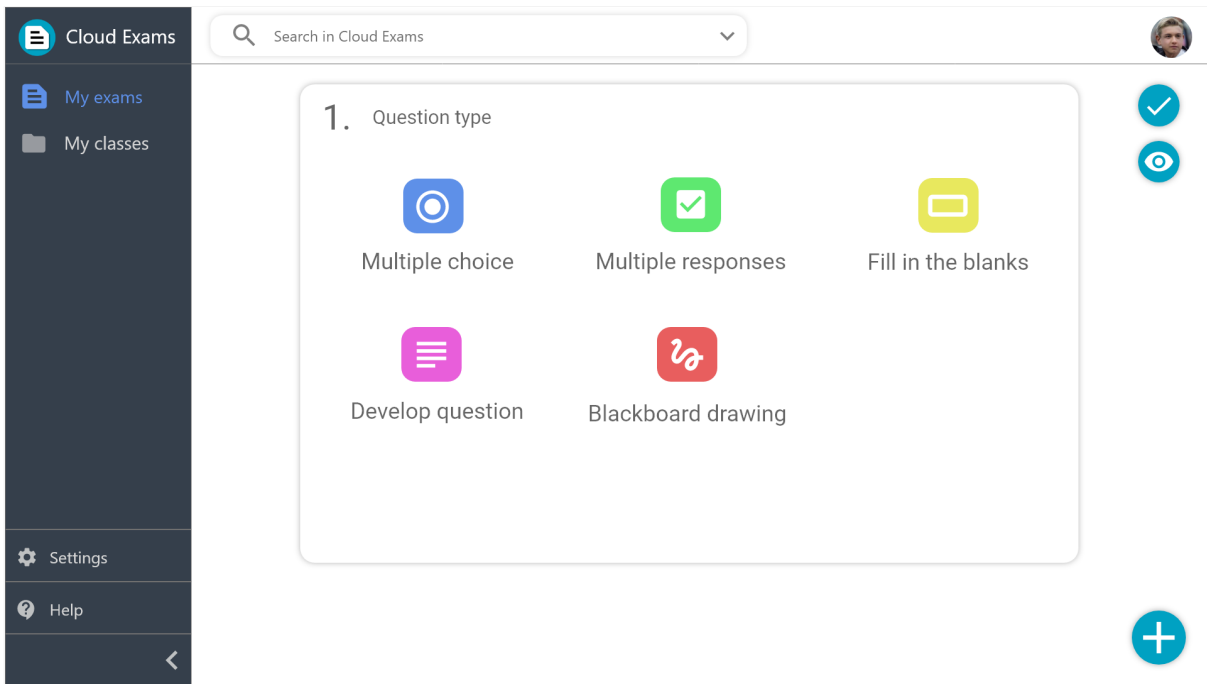 Cloud Exams
Search in Cloud Exams
My exams
My classes
1. Question type
Multiple choice
Multiple responses
Fill in the blanks
Develop question
Blackboard drawing
Settings
Help